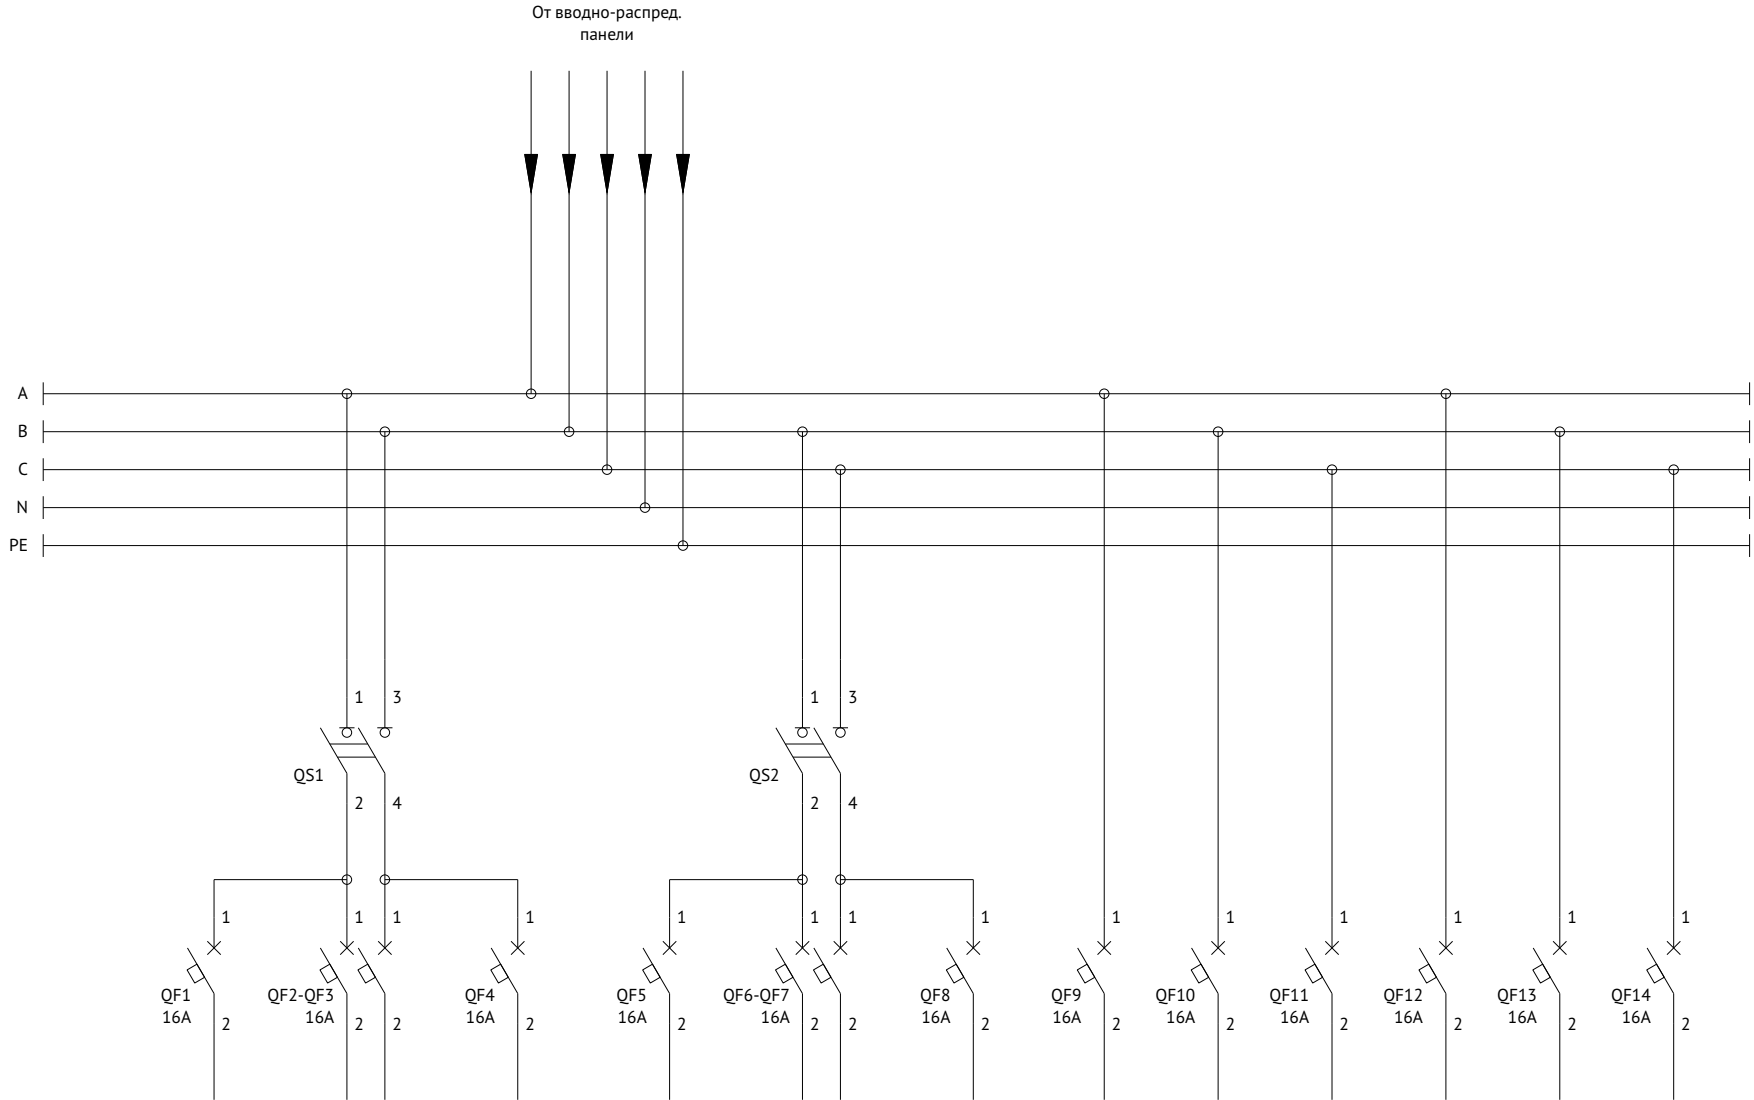 От вводно-распред.
панели
A
B
C
N
PE
1 3 1 3
QS1 QS2
2 4 2 4
1 1 1 1 1 1 1 1 1 1 1 1 1 1
QF1 QF2-QF3 QF4 QF5 QF6-QF7 QF8 QF9 QF10 QF11 QF12 QF13 QF14
16A 16A 16A 16A 16A 16A 16A 16A 16A 16A 16A 16A
2 2 2 2 2 2 2 2 2 2 2 2 2 2